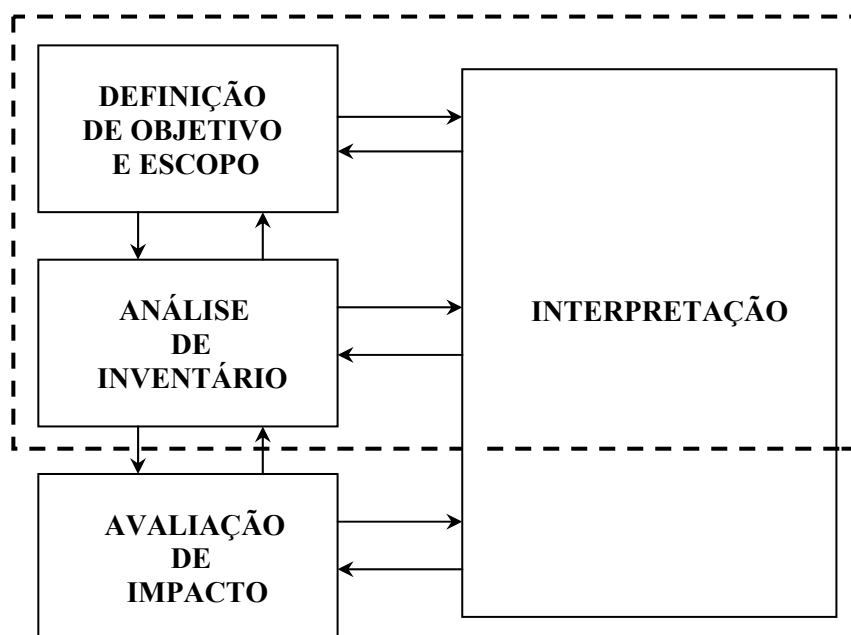 DEFINIÇÃO
DE OBJETIVO
E ESCOPO
ANÁLISE
DE
INVENTÁRIO
INTERPRETAÇÃO
AVALIAÇÃO
DE
IMPACTO